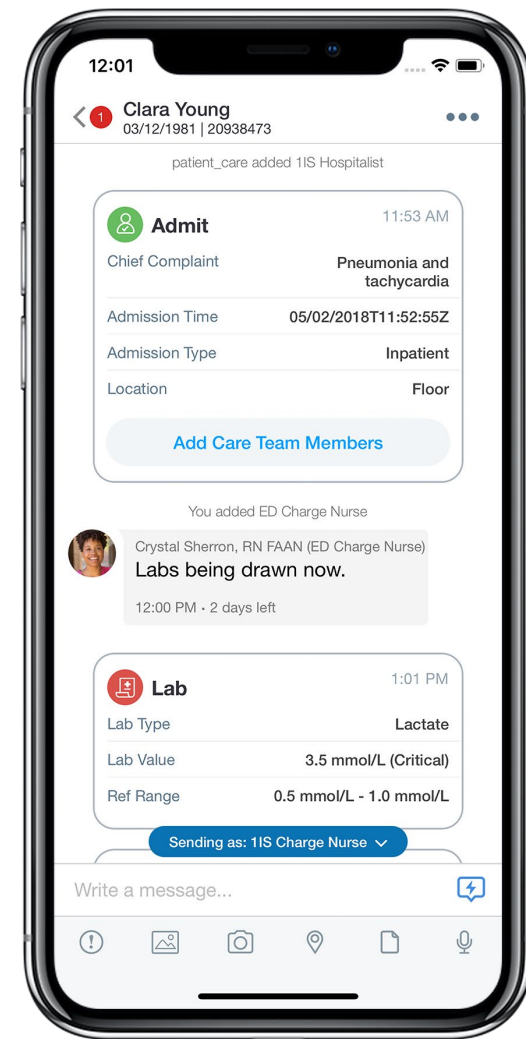 12:01
1
Clara Young
03/12/1981 | 20938473
patient_care added 1IS Hospitalist
Admit
11:53 AM
Chief Complaint
Pneumonia and
tachycardia
Admission Time
05/02/2018T11:52:55Z
Admission Type
Inpatient
Location
Floor
Add Care Team Members
You added ED Charge Nurse
Crystal Sherron, RN FAAN (ED Charge Nurse)
Labs being drawn now.
12:00 PM • 2 days left
Lab
1:01 PM
Lab Type
Lactate
Lab Value
3.5 mmol/L (Critical)
Ref Range
0.5 mmol/L - 1.0 mmol/L
Sending as: 1IS Charge Nurse
Write a message...